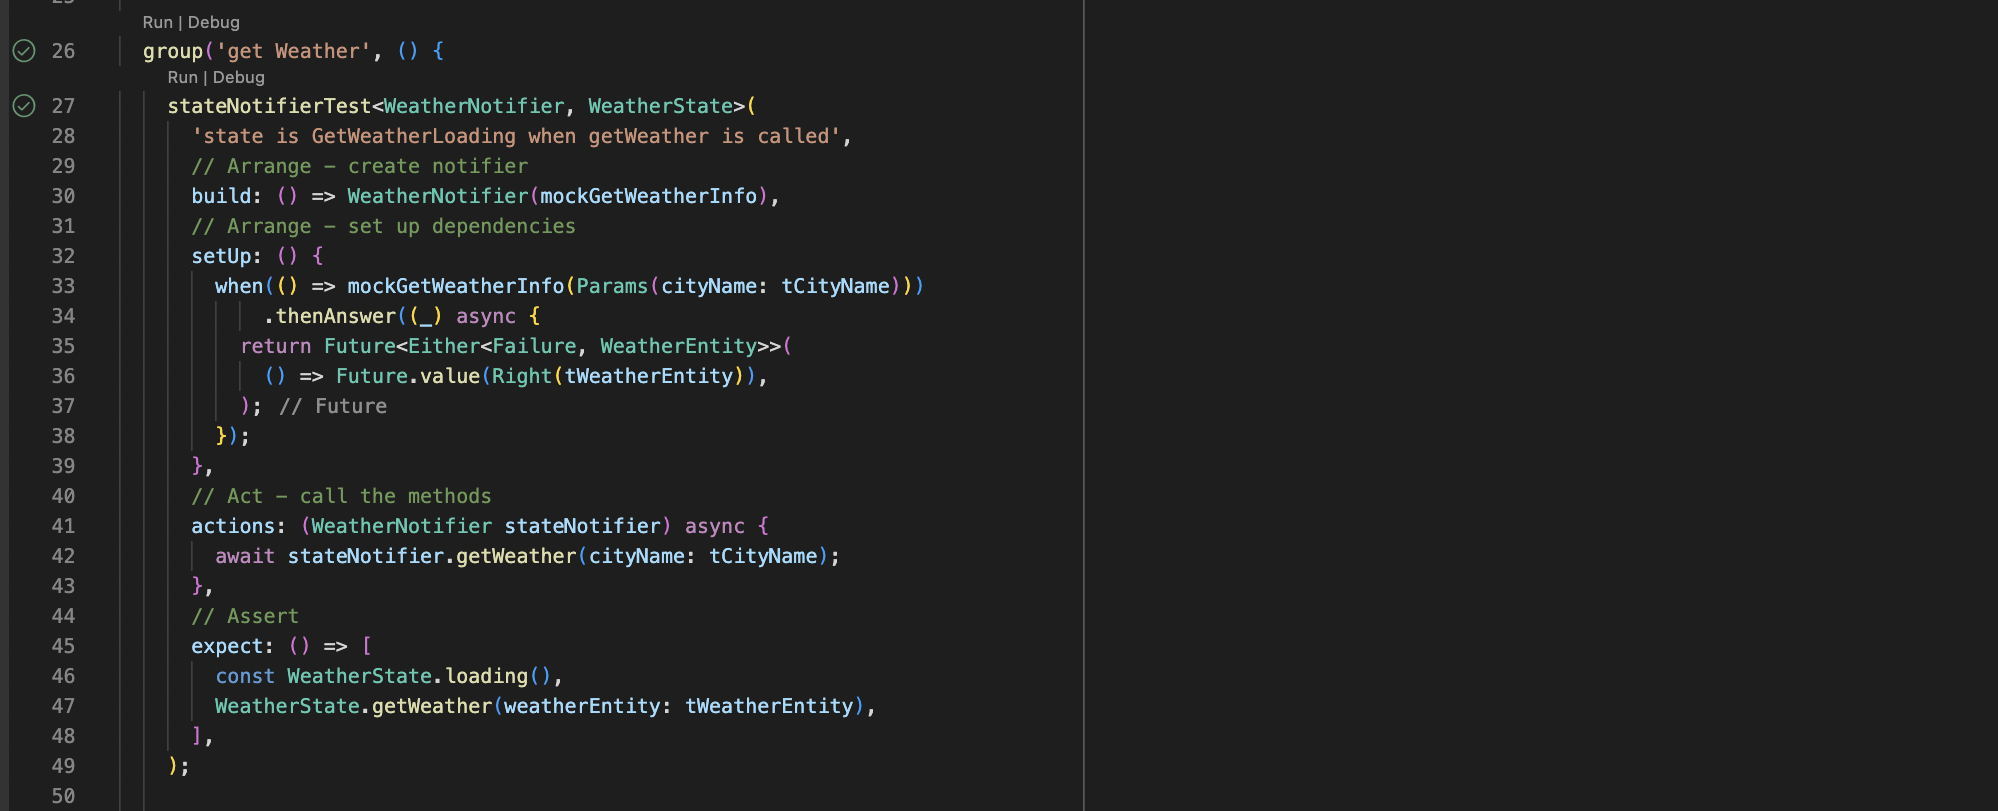 Run | Debug
26 group('get Weather', () {
Run | Debug
27 stateNotifierTest<WeatherNotifier, WeatherState>(
28 'state is GetWeatherLoading when getWeather is called',
29 // Arrange - create notifier
30 build: () => WeatherNotifier(mockGetWeatherInfo),
31 // Arrange - set up dependencies
32 setUp: () {
33 when(() => mockGetWeatherInfo(Params(cityName: tCityName)))
34 .thenAnswer((_) async {
35 return Future<Either<Failure, WeatherEntity>>(
36 () => Future.value(Right(tWeatherEntity)),
37 ); // Future
38 });
39 },
40 // Act - call the methods
41 actions: (WeatherNotifier stateNotifier) async {
42 await stateNotifier.getWeather(cityName: tCityName);
43 },
44 // Assert
45 expect: () => [
46 const WeatherState.loading(),
47 WeatherState.getWeather(weatherEntity: tWeatherEntity),
48 ],
49 );
50